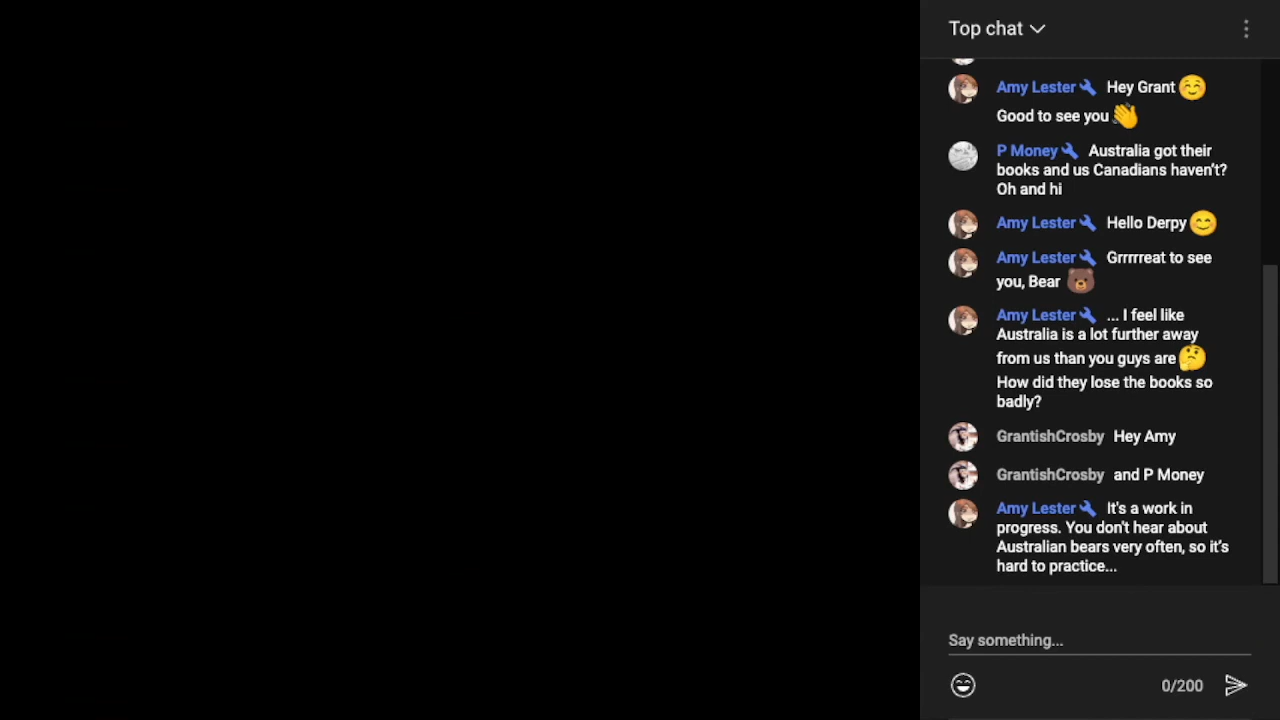 Top chat
Amy Lester Hey Grant ☺️
Good to see you 👋
P Money Australia got their
books and us Canadians haven't?
Oh and hi
Amy Lester Hello Derpy 😊
Amy Lester Grrrrreat to see
you, Bear 🐻
Amy Lester ... I feel like
Australia is a lot further away
from us than you guys are 🤔
How did they lose the books so
badly?
GrantishCrosby Hey Amy
GrantishCrosby and P Money
Amy Lester It's a work in
progress. You don't hear about
Australian bears very often, so it's
hard to practice...
Say something...
0/200